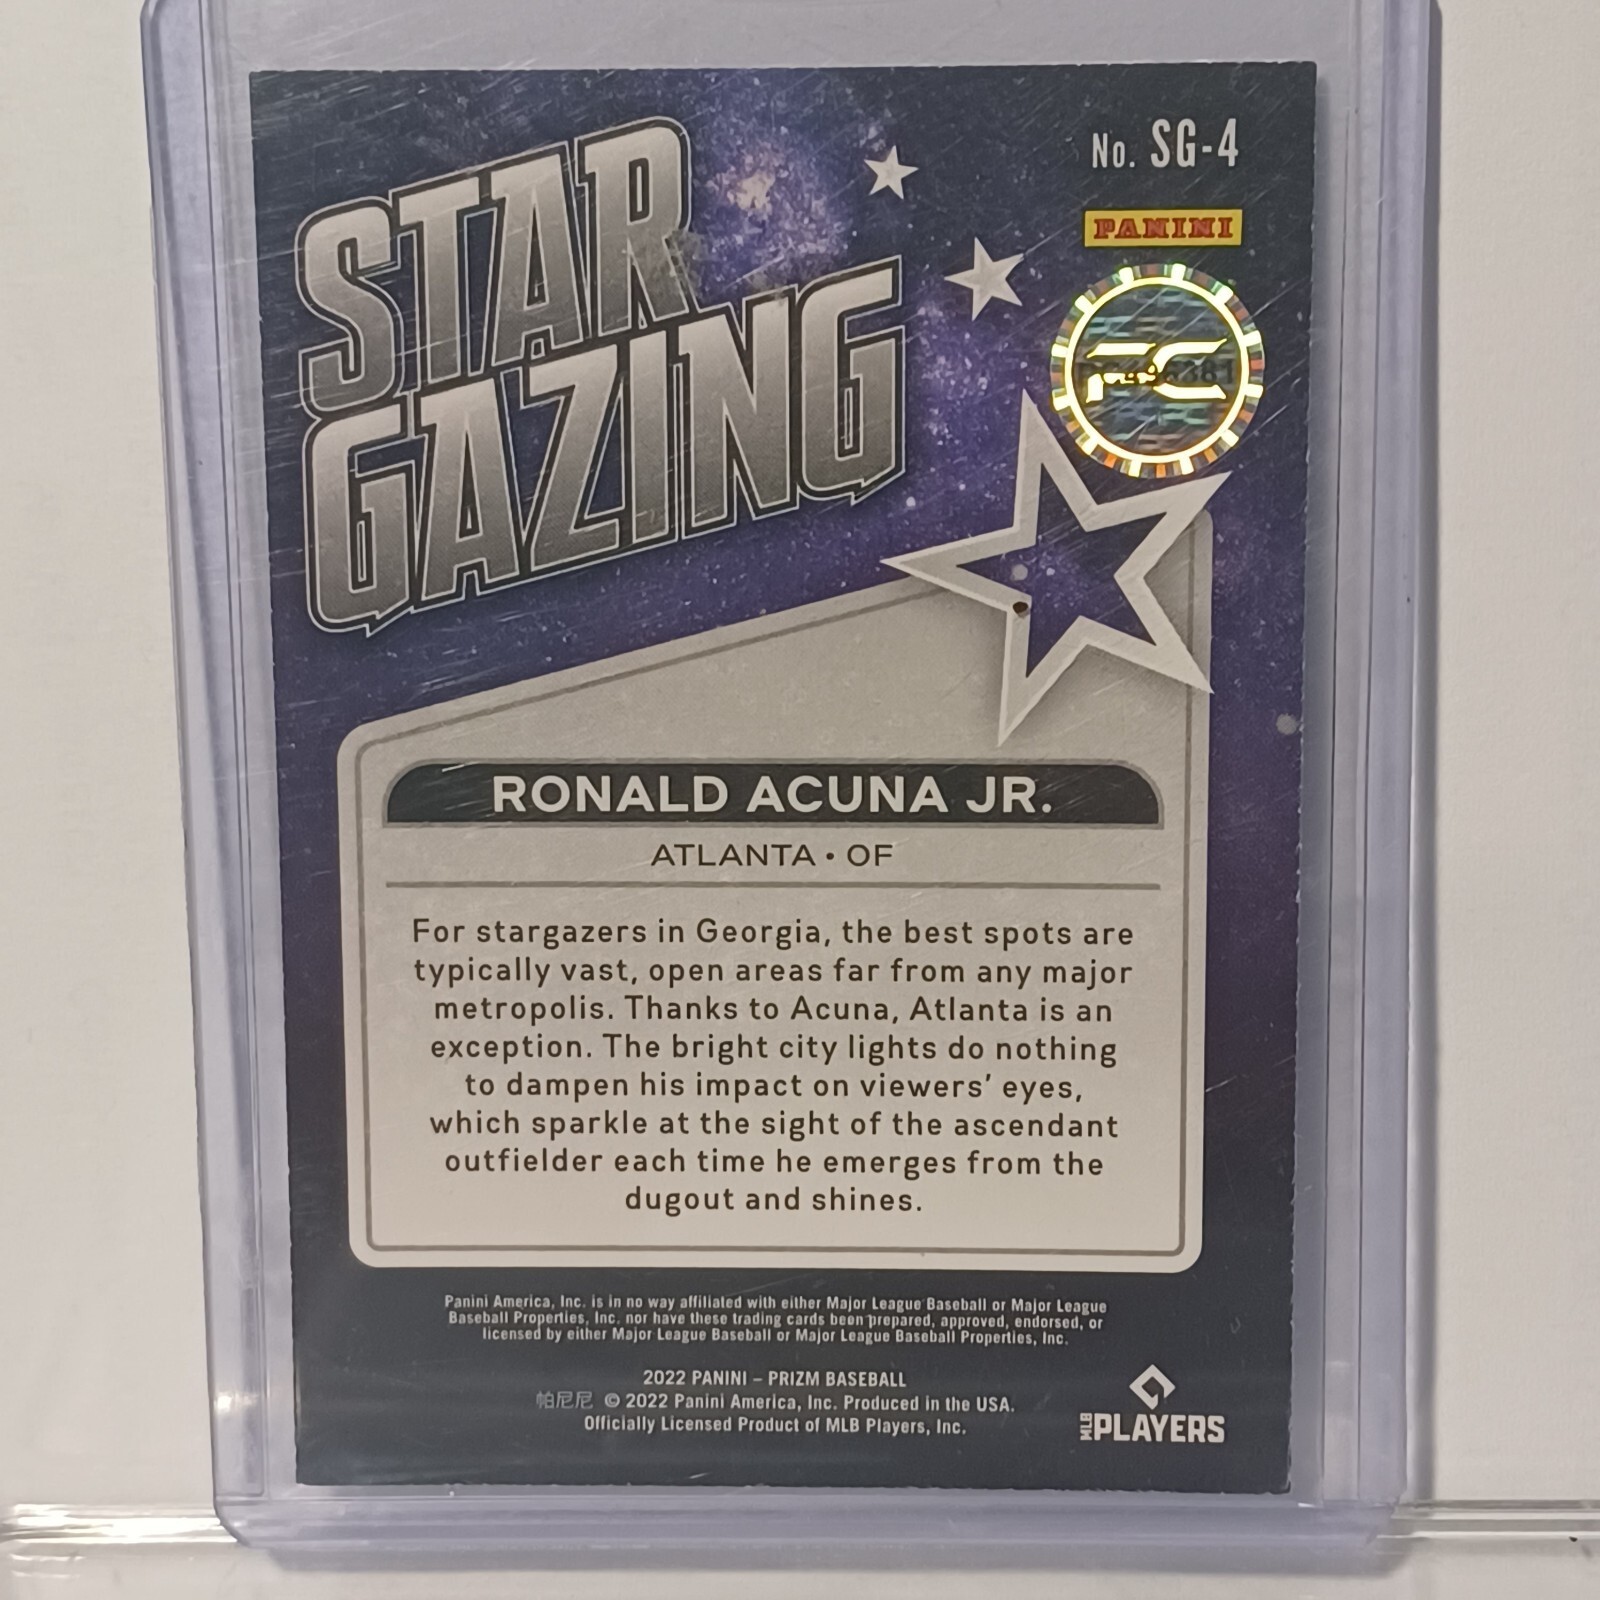 STAR
GAZING
No. SG-4
PANINI
RONALD ACUNA JR.
ATLANTA • OF
For stargazers in Georgia, the best spots are
typically vast, open areas far from any major
metropolis. Thanks to Acuna, Atlanta is an
exception. The bright city lights do nothing
to dampen his impact on viewers' eyes,
which sparkle at the sight of the ascendant
outfielder each time he emerges from the
dugout and shines.
Panini America, Inc. is in no way affiliated with either Major League Baseball or Major League
Baseball Properties, Inc. nor have these trading cards been prepared, approved, endorsed, or
licensed by either Major League Baseball or Major League Baseball Properties, Inc.
2022 PANINI – PRIZM BASEBALL
帕尼尼 © 2022 Panini America, Inc. Produced in the USA.
Officially Licensed Product of MLB Players, Inc.
MLB PLAYERS